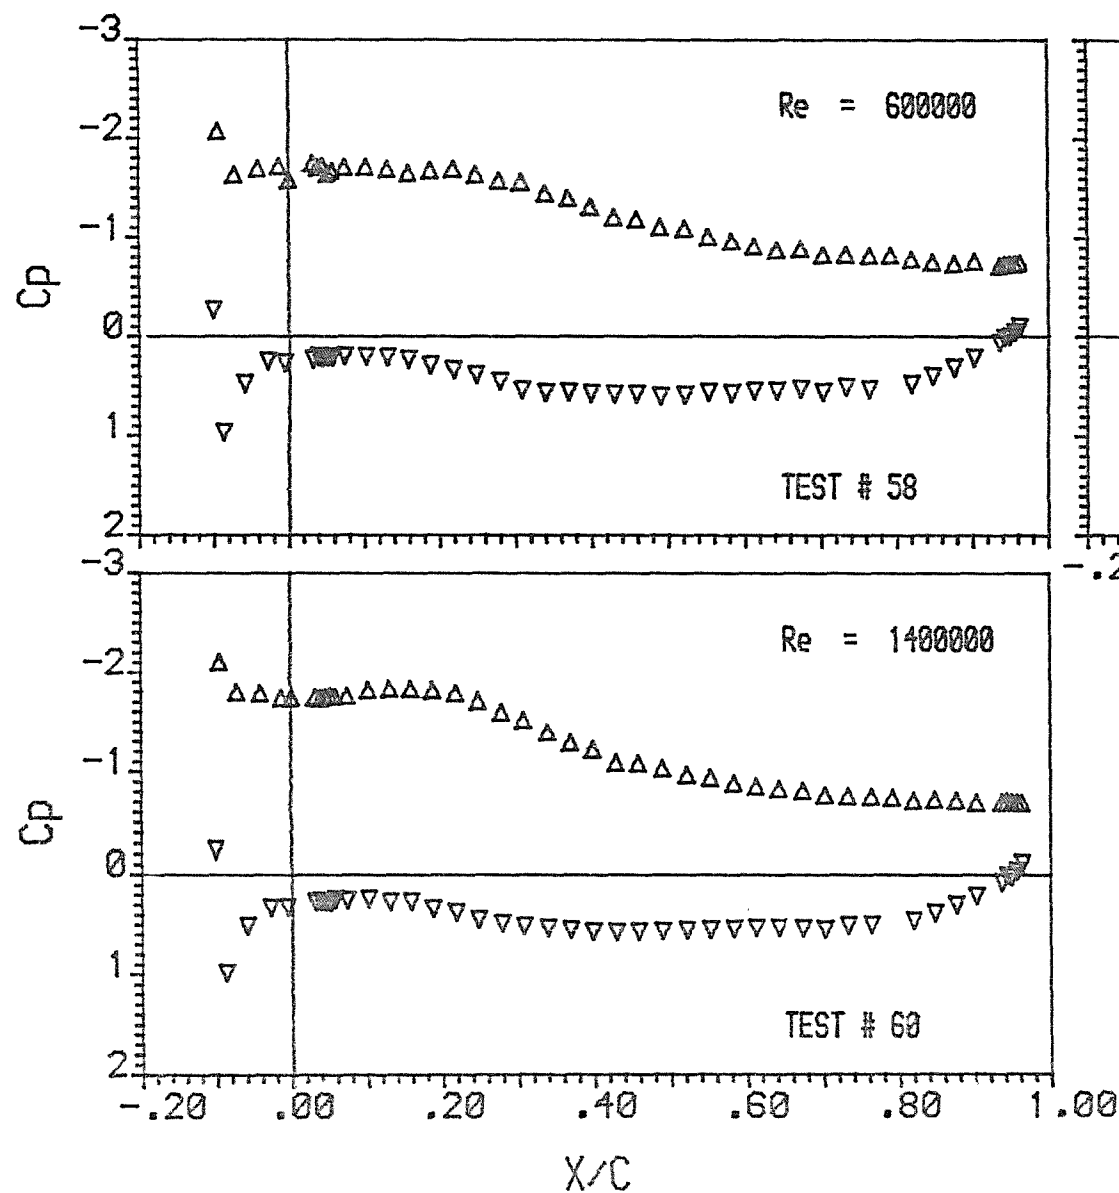 -3
Re = 600000
-2
-1
Cp
0
1
TEST # 58
2
-3
-.2
Re = 1400000
-2
-1
Cp
0
1
TEST # 60
2
-.20 .00 .20 .40 .60 .80 1.00
X/C